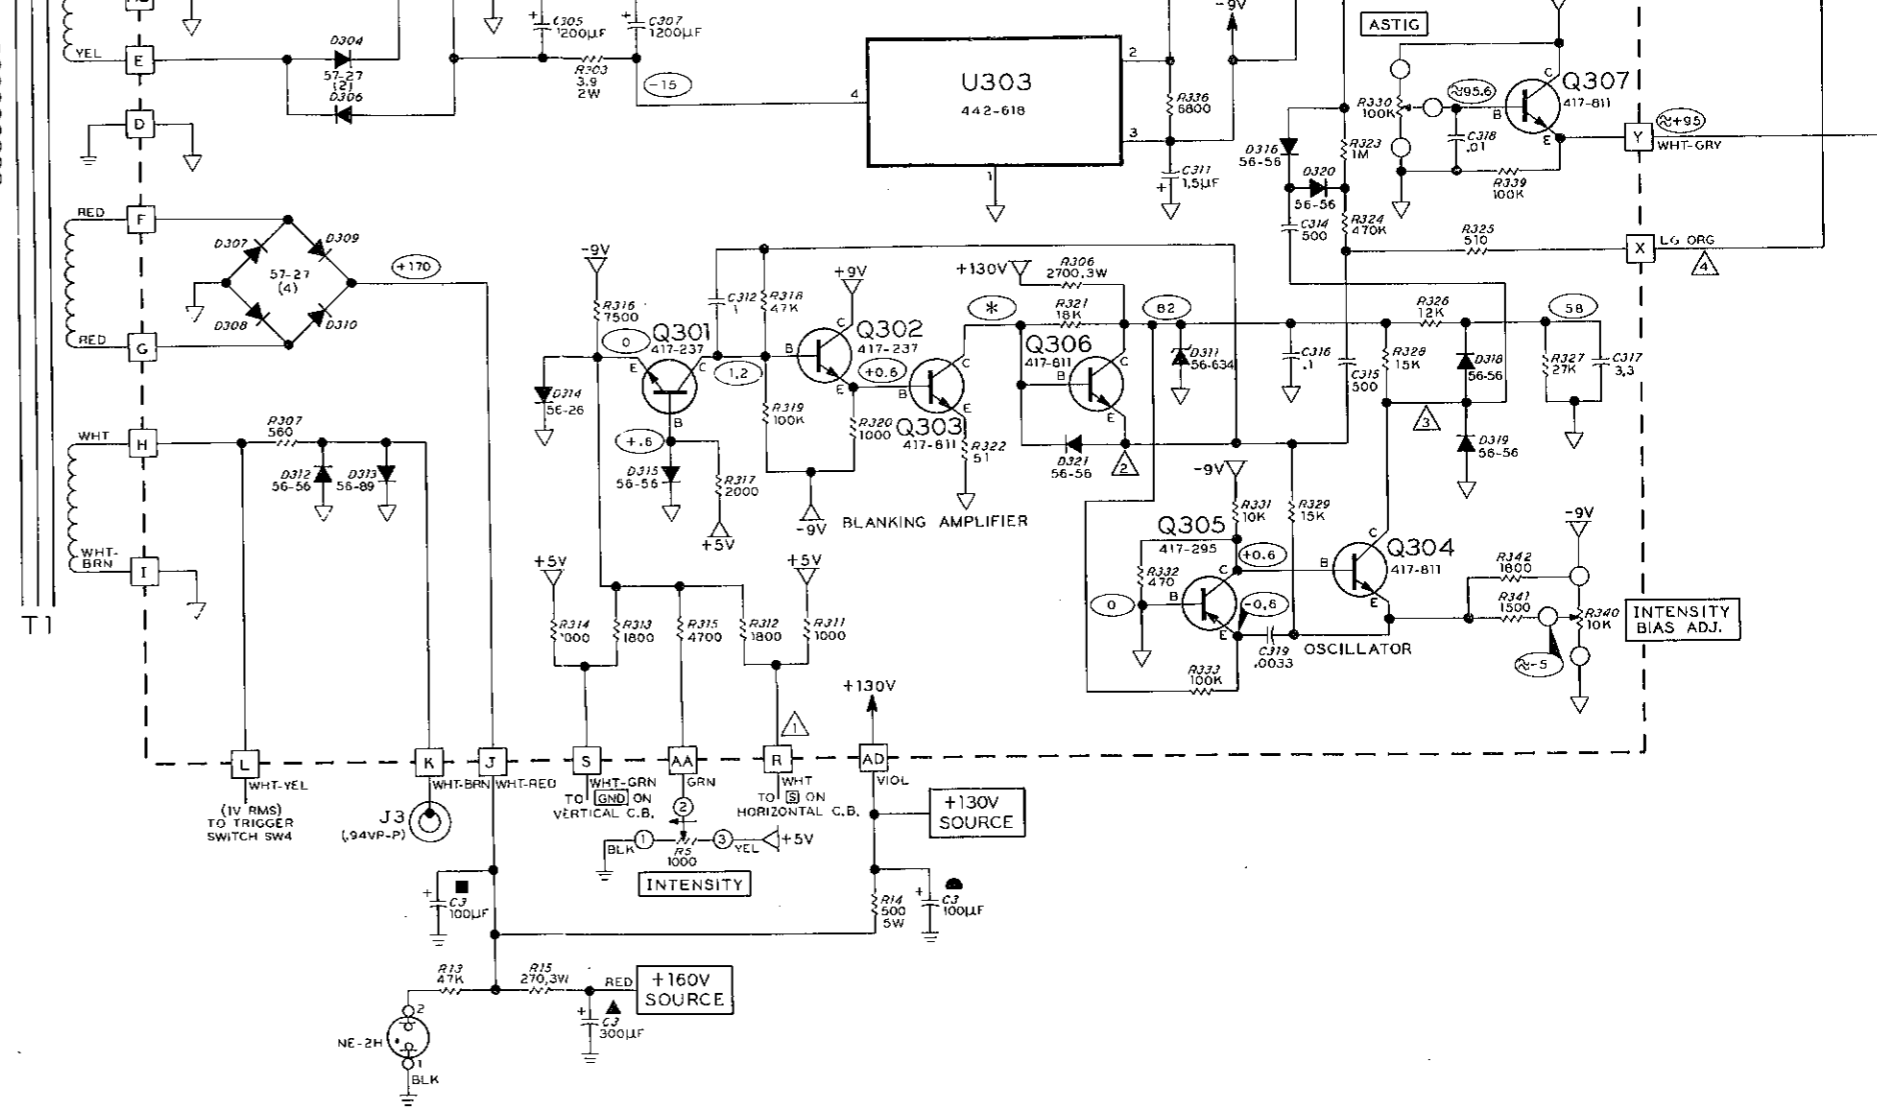 YEL
E
D304
57-27
(2)
D306
C305
1200µF
C307
1200µF
R303
3.9
2W
-15
4
U303
442-618
2
3
1
R336
6800
C311
1.5µF
-9V
ASTIG
R330
100K
≈95.6
C318
.01
B
C
E
Q307
417-811
R339
100K
Y
≈+95
WHT-GRY
D316
56-56
D320
56-56
R323
1M
C314
500
R324
470K
R325
510
X
LG ORG
4
D
RED
F
D307
D309
57-27
(4)
D308
D310
+170
RED
G
-9V
R316
7500
0
Q301
417-237
E
C
B
1.2
C312
1
R318
47K
+9V
Q302
417-237
B
C
E
+0.6
R319
100K
R320
1000
Q303
417-811
B
C
E
R322
51
*
+130V
R306
2700,3W
R321
18K
Q306
417-811
B
C
E
D321
56-56
2
82
D311
56-634
C316
.1
C315
500
R326
12K
R328
15K
D318
56-56
58
R327
27K
C317
3.3
3
D319
56-56
D314
56-26
+.6
D315
56-56
R317
2000
+5V
-9V
BLANKING AMPLIFIER
WHT
H
R307
560
D312
56-56
D313
56-89
WHT-
BRN
I
T1
-9V
R331
10K
R329
15K
Q305
417-295
R332
470
0
B
C
E
+0.6
-0.6
C319
.0033
R333
100K
OSCILLATOR
Q304
417-811
B
C
E
R342
1800
R341
1500
-9V
R340
10K
≈-5
INTENSITY
BIAS ADJ.
+5V
R314
R313
1800
R315
4700
R312
1800
R311
1000
+5V
1
+130V
L
WHT-YEL
(1V RMS)
TO TRIGGER
SWITCH SW4
K
WHT-BRN
J3
(.94VP-P)
J
WHT-RED
S
WHT-GRN
TO GND ON
VERTICAL C.B.
AA
GRN
2
R
WHT
TO S ON
HORIZONTAL C.B.
AD
VIOL
+130V
SOURCE
BLK
1
R5
1000
3
YEL
+5V
INTENSITY
C3
100µF
R14
500
5W
C3
100µF
R13
47K
R15
270,3W
RED
+160V
SOURCE
C3
300µF
2
NE-2H
1
BLK